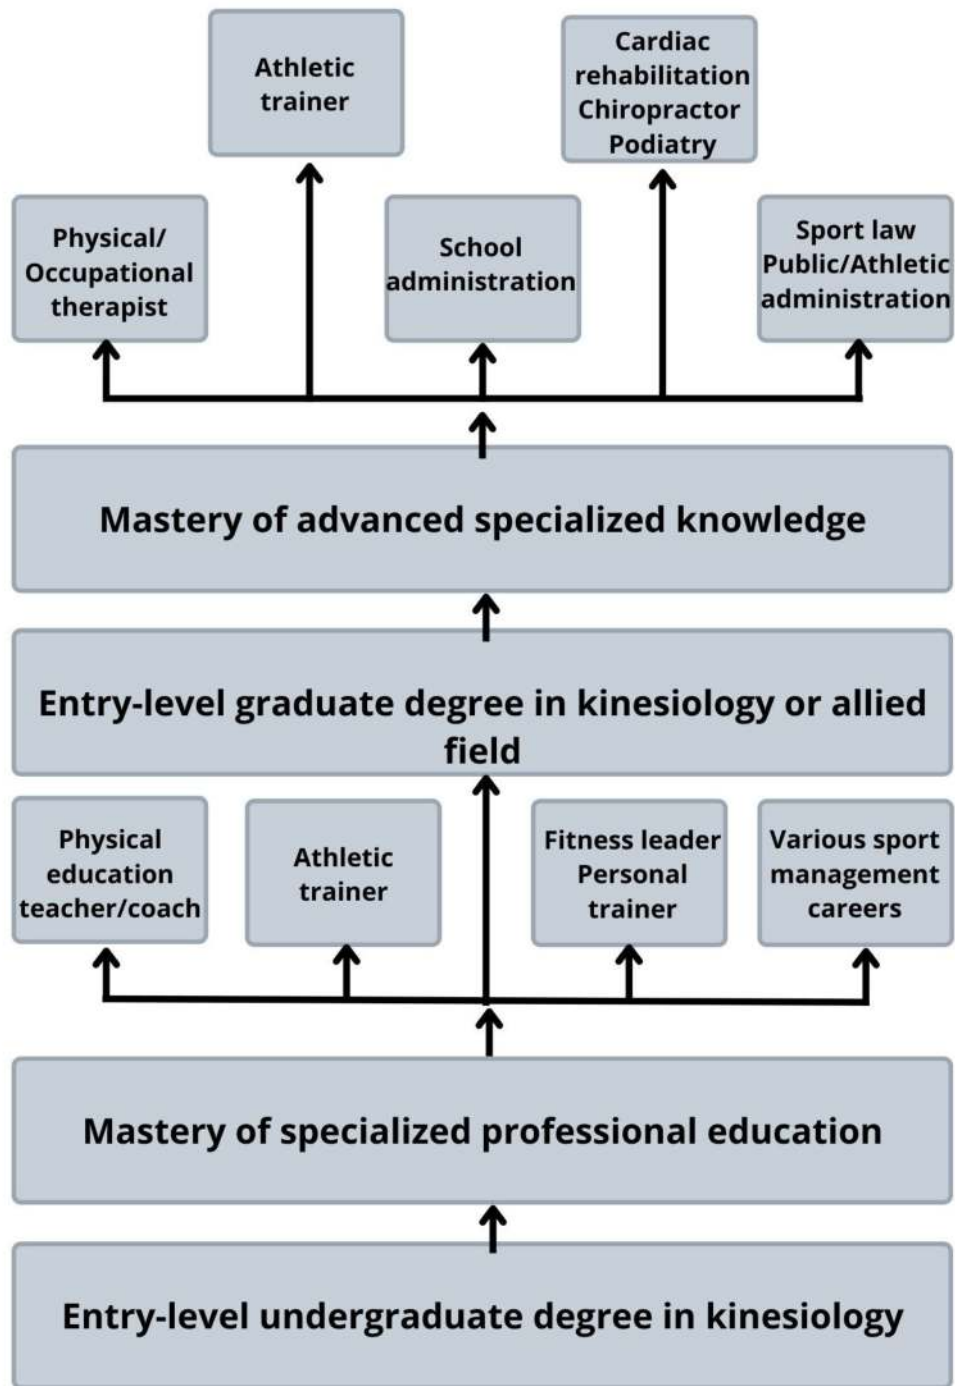 Athletic
trainer
Cardiac
rehabilitation
Chiropractor
Podiatry
Physical/
Occupational
therapist
School
administration
Sport law
Public/Athletic
administration
Mastery of advanced specialized knowledge
Entry-level graduate degree in kinesiology or allied
field
Physical
education
teacher/coach
Athletic
trainer
Fitness leader
Personal
trainer
Various sport
management
careers
Mastery of specialized professional education
Entry-level undergraduate degree in kinesiology